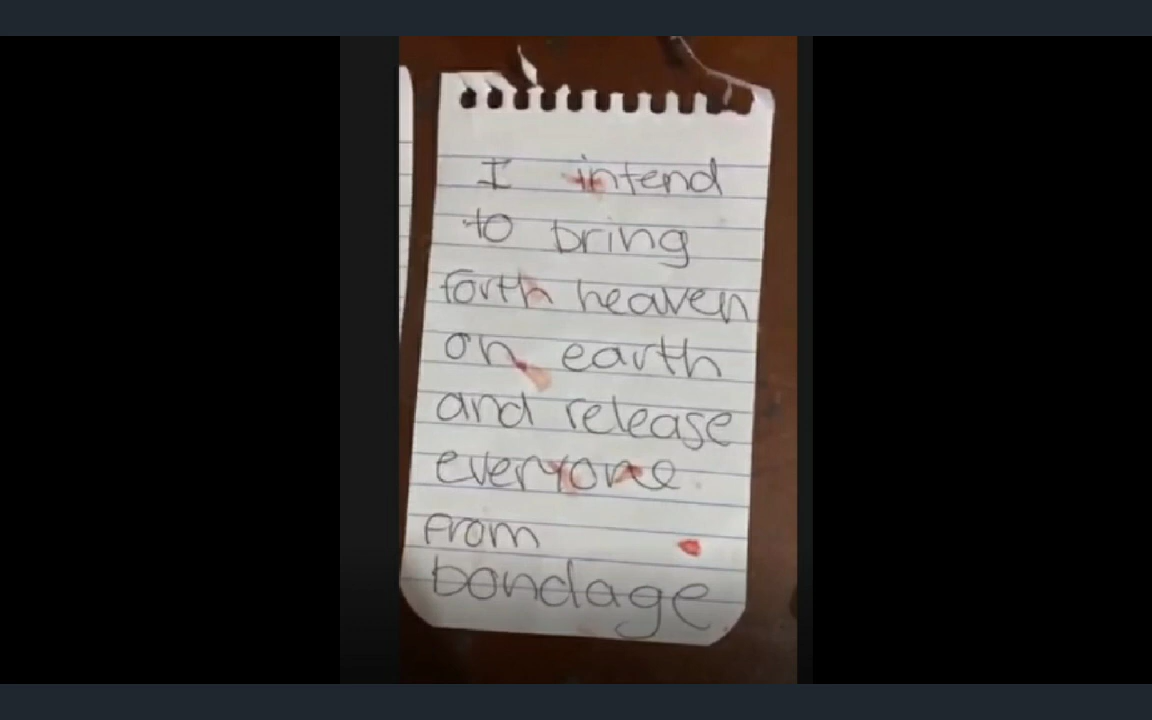 I intend
to bring
forth heaven
on earth
and release
everyone
from
bondage